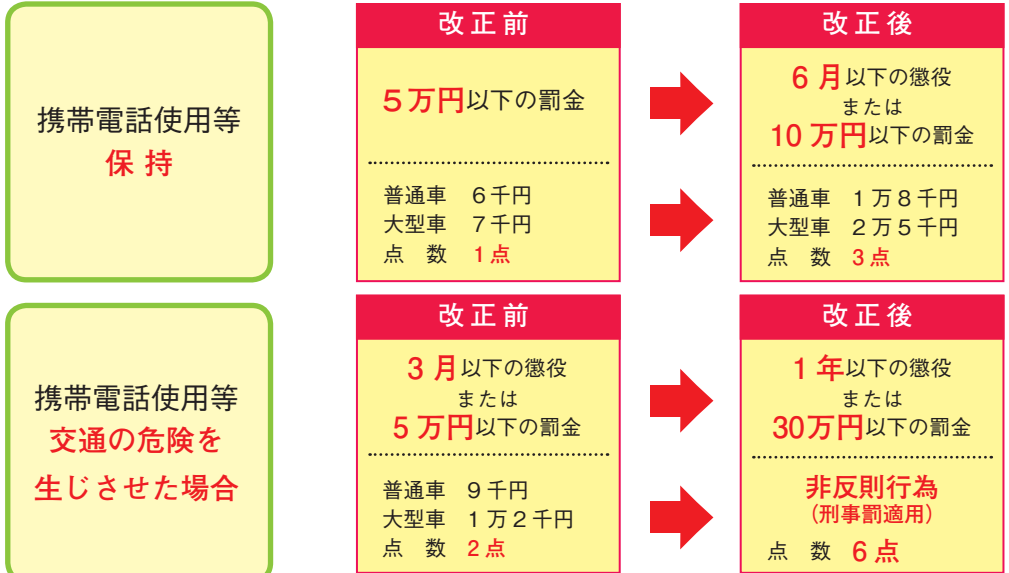 携帯電話使用等
保持
改正前
5万円以下の罰金
普通車 6千円
大型車 7千円
点数 1点
改正後
6月以下の懲役
または
10万円以下の罰金
普通車 1万8千円
大型車 2万5千円
点数 3点
携帯電話使用等
交通の危険を
生じさせた場合
改正前
3月以下の懲役
または
5万円以下の罰金
普通車 9千円
大型車 1万2千円
点数 2点
改正後
1年以下の懲役
または
30万円以下の罰金
非反則行為
(刑事罰適用)
点数 6点